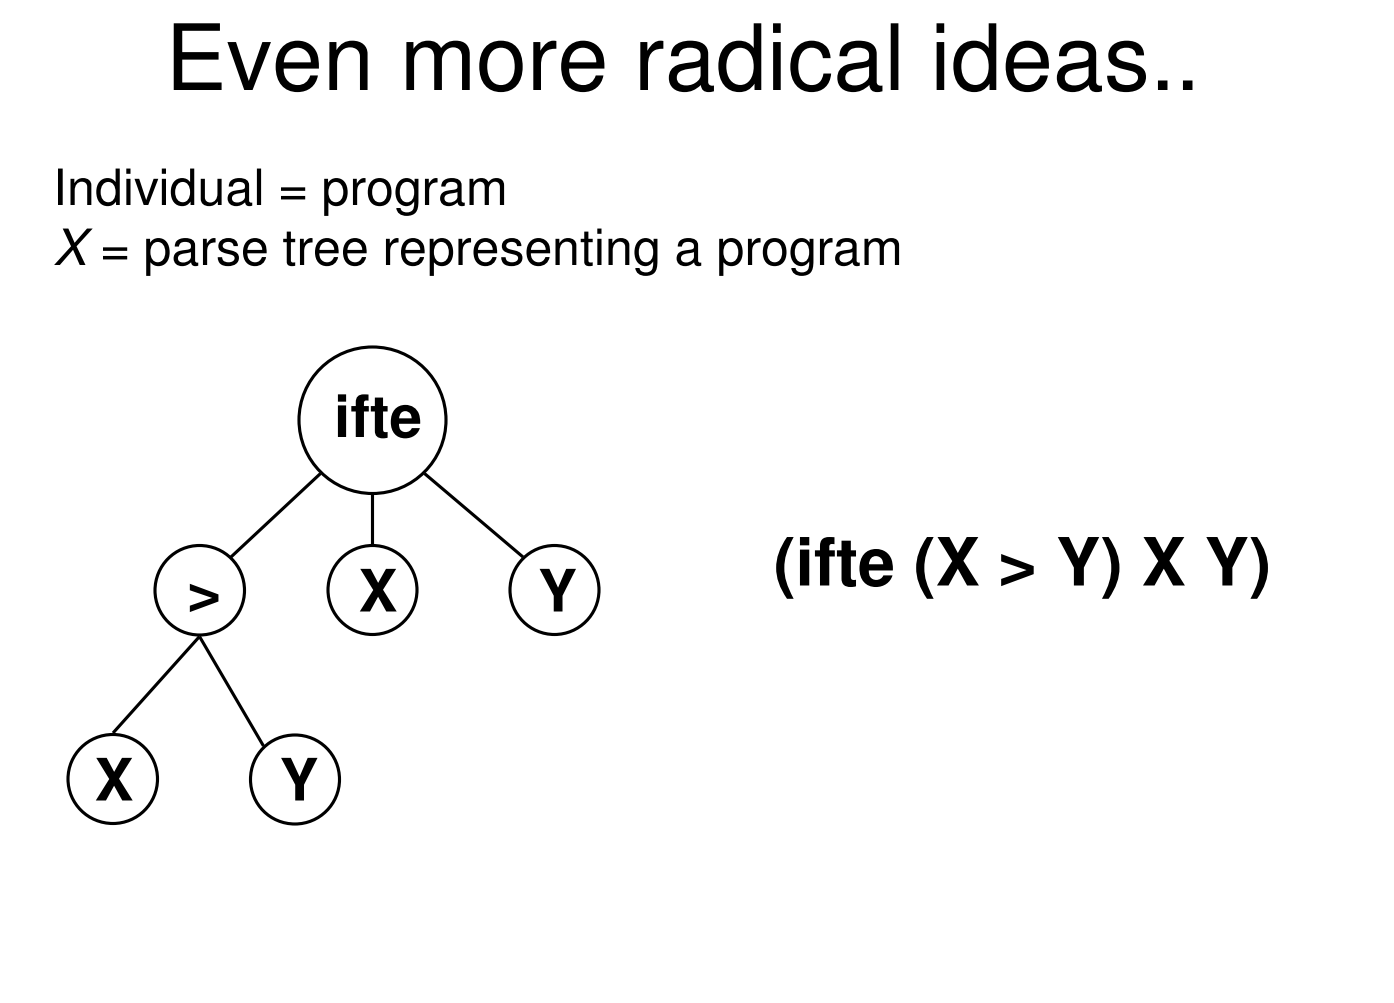 Even more radical ideas..
Individual = program
X = parse tree representing a program
ifte
> X Y
(ifte (X > Y) X Y)
X Y